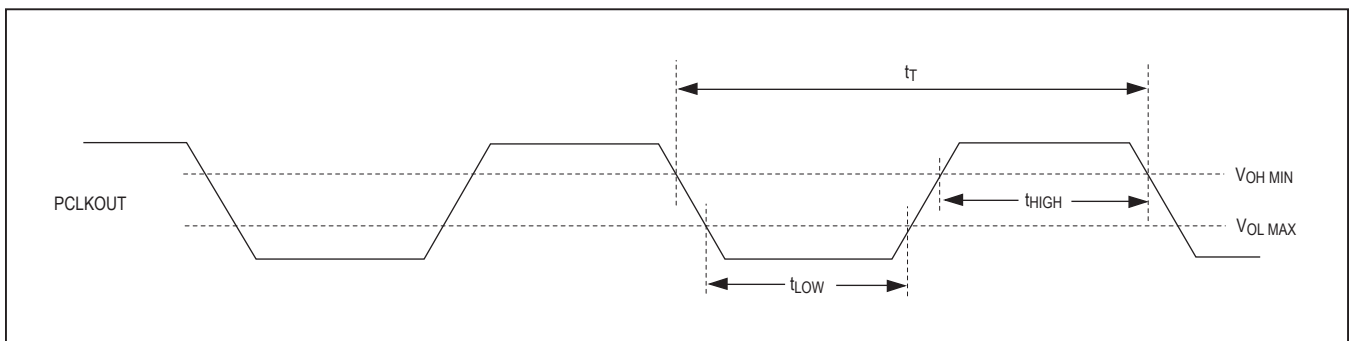 tT
VOH MIN
PCLKOUT
tHIGH
VOL MAX
tLOW